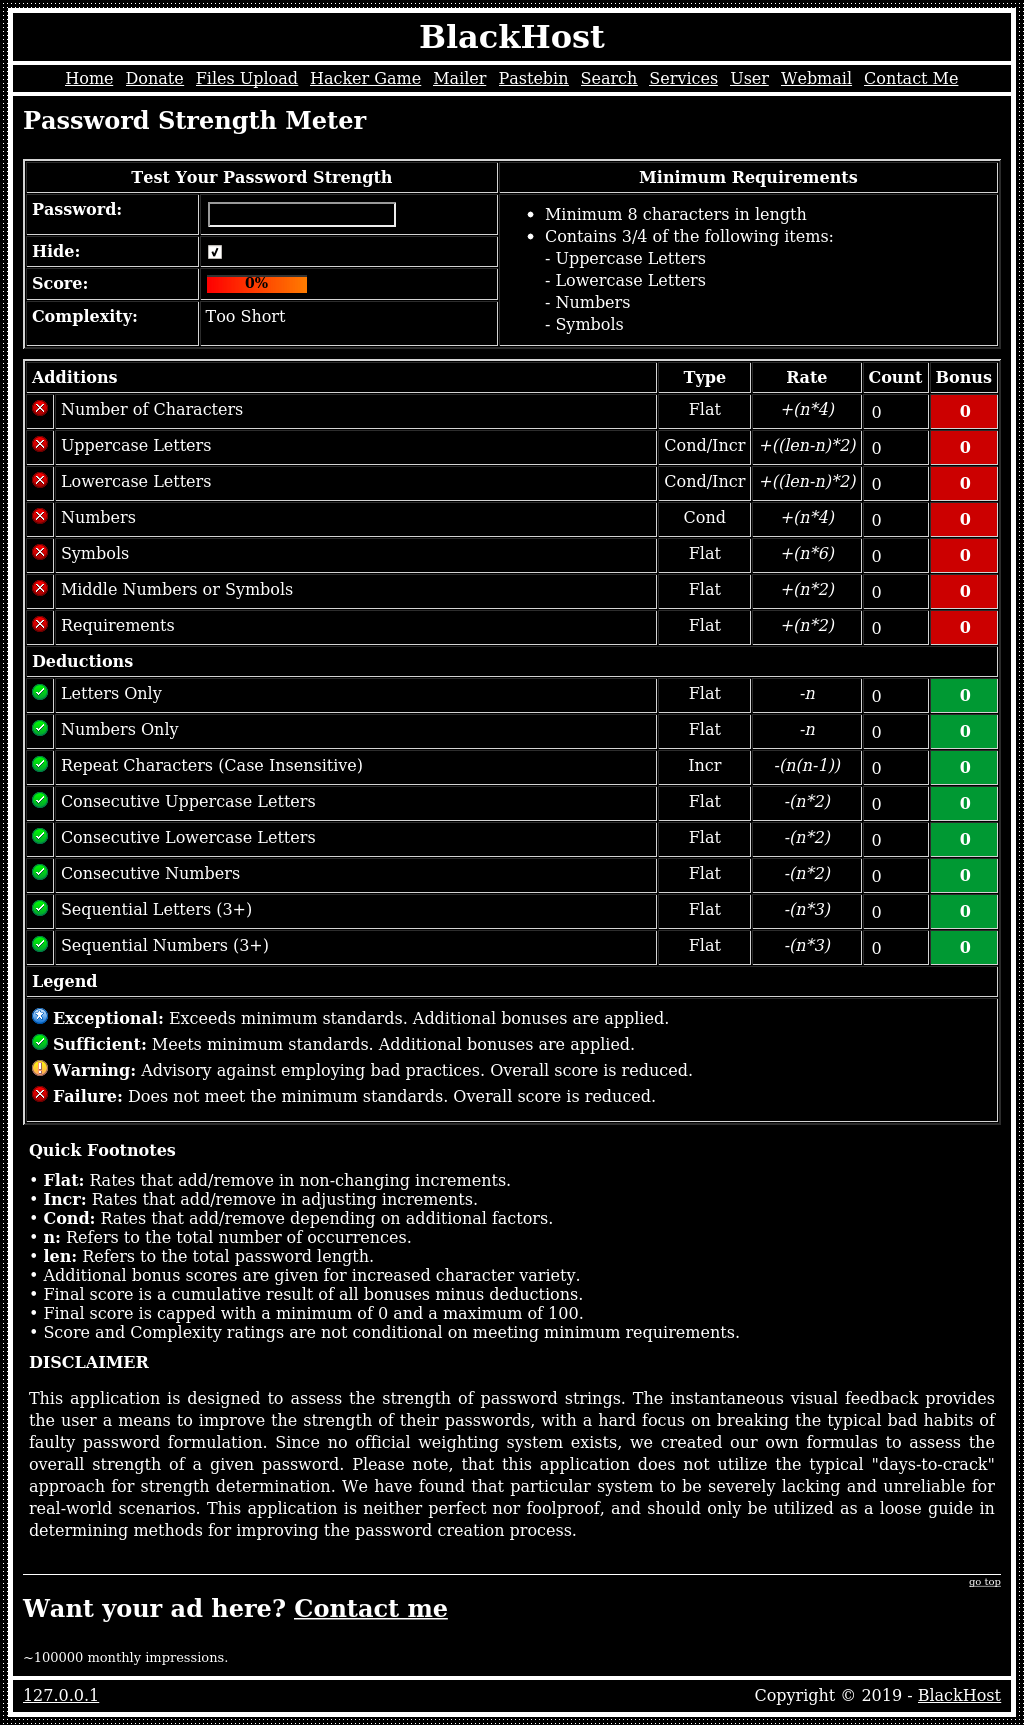 BlackHost
Home Donate Files Upload Hacker Game Mailer Pastebin Search Services User Webmail Contact Me
Password Strength Meter
Test Your Password Strength
Minimum Requirements
Password:
Hide:
Score: 0%
Complexity: Too Short
• Minimum 8 characters in length
• Contains 3/4 of the following items:
- Uppercase Letters
- Lowercase Letters
- Numbers
- Symbols
Additions Type Rate Count Bonus
Number of Characters Flat +(n*4) 0 0
Uppercase Letters Cond/Incr +((len-n)*2) 0 0
Lowercase Letters Cond/Incr +((len-n)*2) 0 0
Numbers Cond +(n*4) 0 0
Symbols Flat +(n*6) 0 0
Middle Numbers or Symbols Flat +(n*2) 0 0
Requirements Flat +(n*2) 0 0
Deductions
Letters Only Flat -n 0 0
Numbers Only Flat -n 0 0
Repeat Characters (Case Insensitive) Incr -(n(n-1)) 0 0
Consecutive Uppercase Letters Flat -(n*2) 0 0
Consecutive Lowercase Letters Flat -(n*2) 0 0
Consecutive Numbers Flat -(n*2) 0 0
Sequential Letters (3+) Flat -(n*3) 0 0
Sequential Numbers (3+) Flat -(n*3) 0 0
Legend
Exceptional: Exceeds minimum standards. Additional bonuses are applied.
Sufficient: Meets minimum standards. Additional bonuses are applied.
Warning: Advisory against employing bad practices. Overall score is reduced.
Failure: Does not meet the minimum standards. Overall score is reduced.
Quick Footnotes
• Flat: Rates that add/remove in non-changing increments.
• Incr: Rates that add/remove in adjusting increments.
• Cond: Rates that add/remove depending on additional factors.
• n: Refers to the total number of occurrences.
• len: Refers to the total password length.
• Additional bonus scores are given for increased character variety.
• Final score is a cumulative result of all bonuses minus deductions.
• Final score is capped with a minimum of 0 and a maximum of 100.
• Score and Complexity ratings are not conditional on meeting minimum requirements.
DISCLAIMER
This application is designed to assess the strength of password strings. The instantaneous visual feedback provides
the user a means to improve the strength of their passwords, with a hard focus on breaking the typical bad habits of
faulty password formulation. Since no official weighting system exists, we created our own formulas to assess the
overall strength of a given password. Please note, that this application does not utilize the typical "days-to-crack"
approach for strength determination. We have found that particular system to be severely lacking and unreliable for
real-world scenarios. This application is neither perfect nor foolproof, and should only be utilized as a loose guide in
determining methods for improving the password creation process.
go top
Want your ad here? Contact me
~100000 monthly impressions.
127.0.0.1
Copyright © 2019 - BlackHost